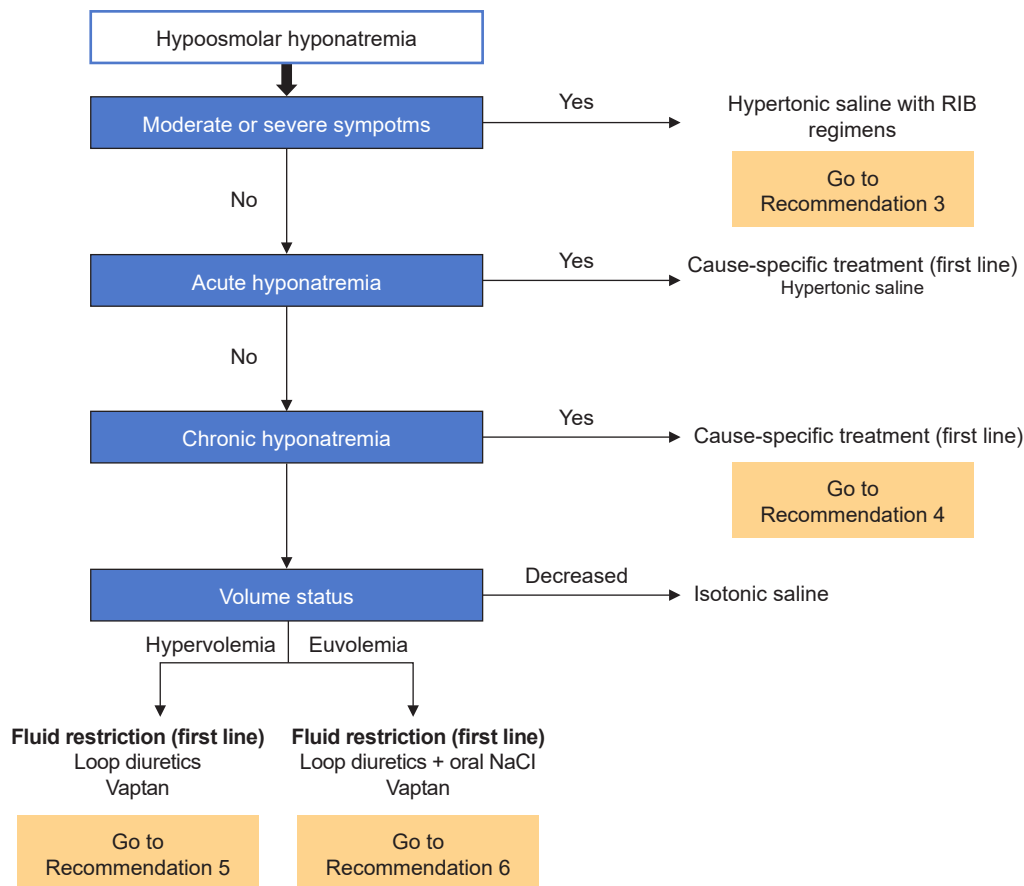 Hypoosmolar hyponatremia
Moderate or severe sympotms
Yes
Hypertonic saline with RIB
regimens
Go to
Recommendation 3
No
Acute hyponatremia
Yes
Cause-specific treatment (first line)
Hypertonic saline
No
Chronic hyponatremia
Yes
Cause-specific treatment (first line)
Go to
Recommendation 4
Volume status
Decreased
Isotonic saline
Hypervolemia
Euvolemia
Fluid restriction (first line)
Loop diuretics
Vaptan
Go to
Recommendation 5
Fluid restriction (first line)
Loop diuretics + oral NaCl
Vaptan
Go to
Recommendation 6